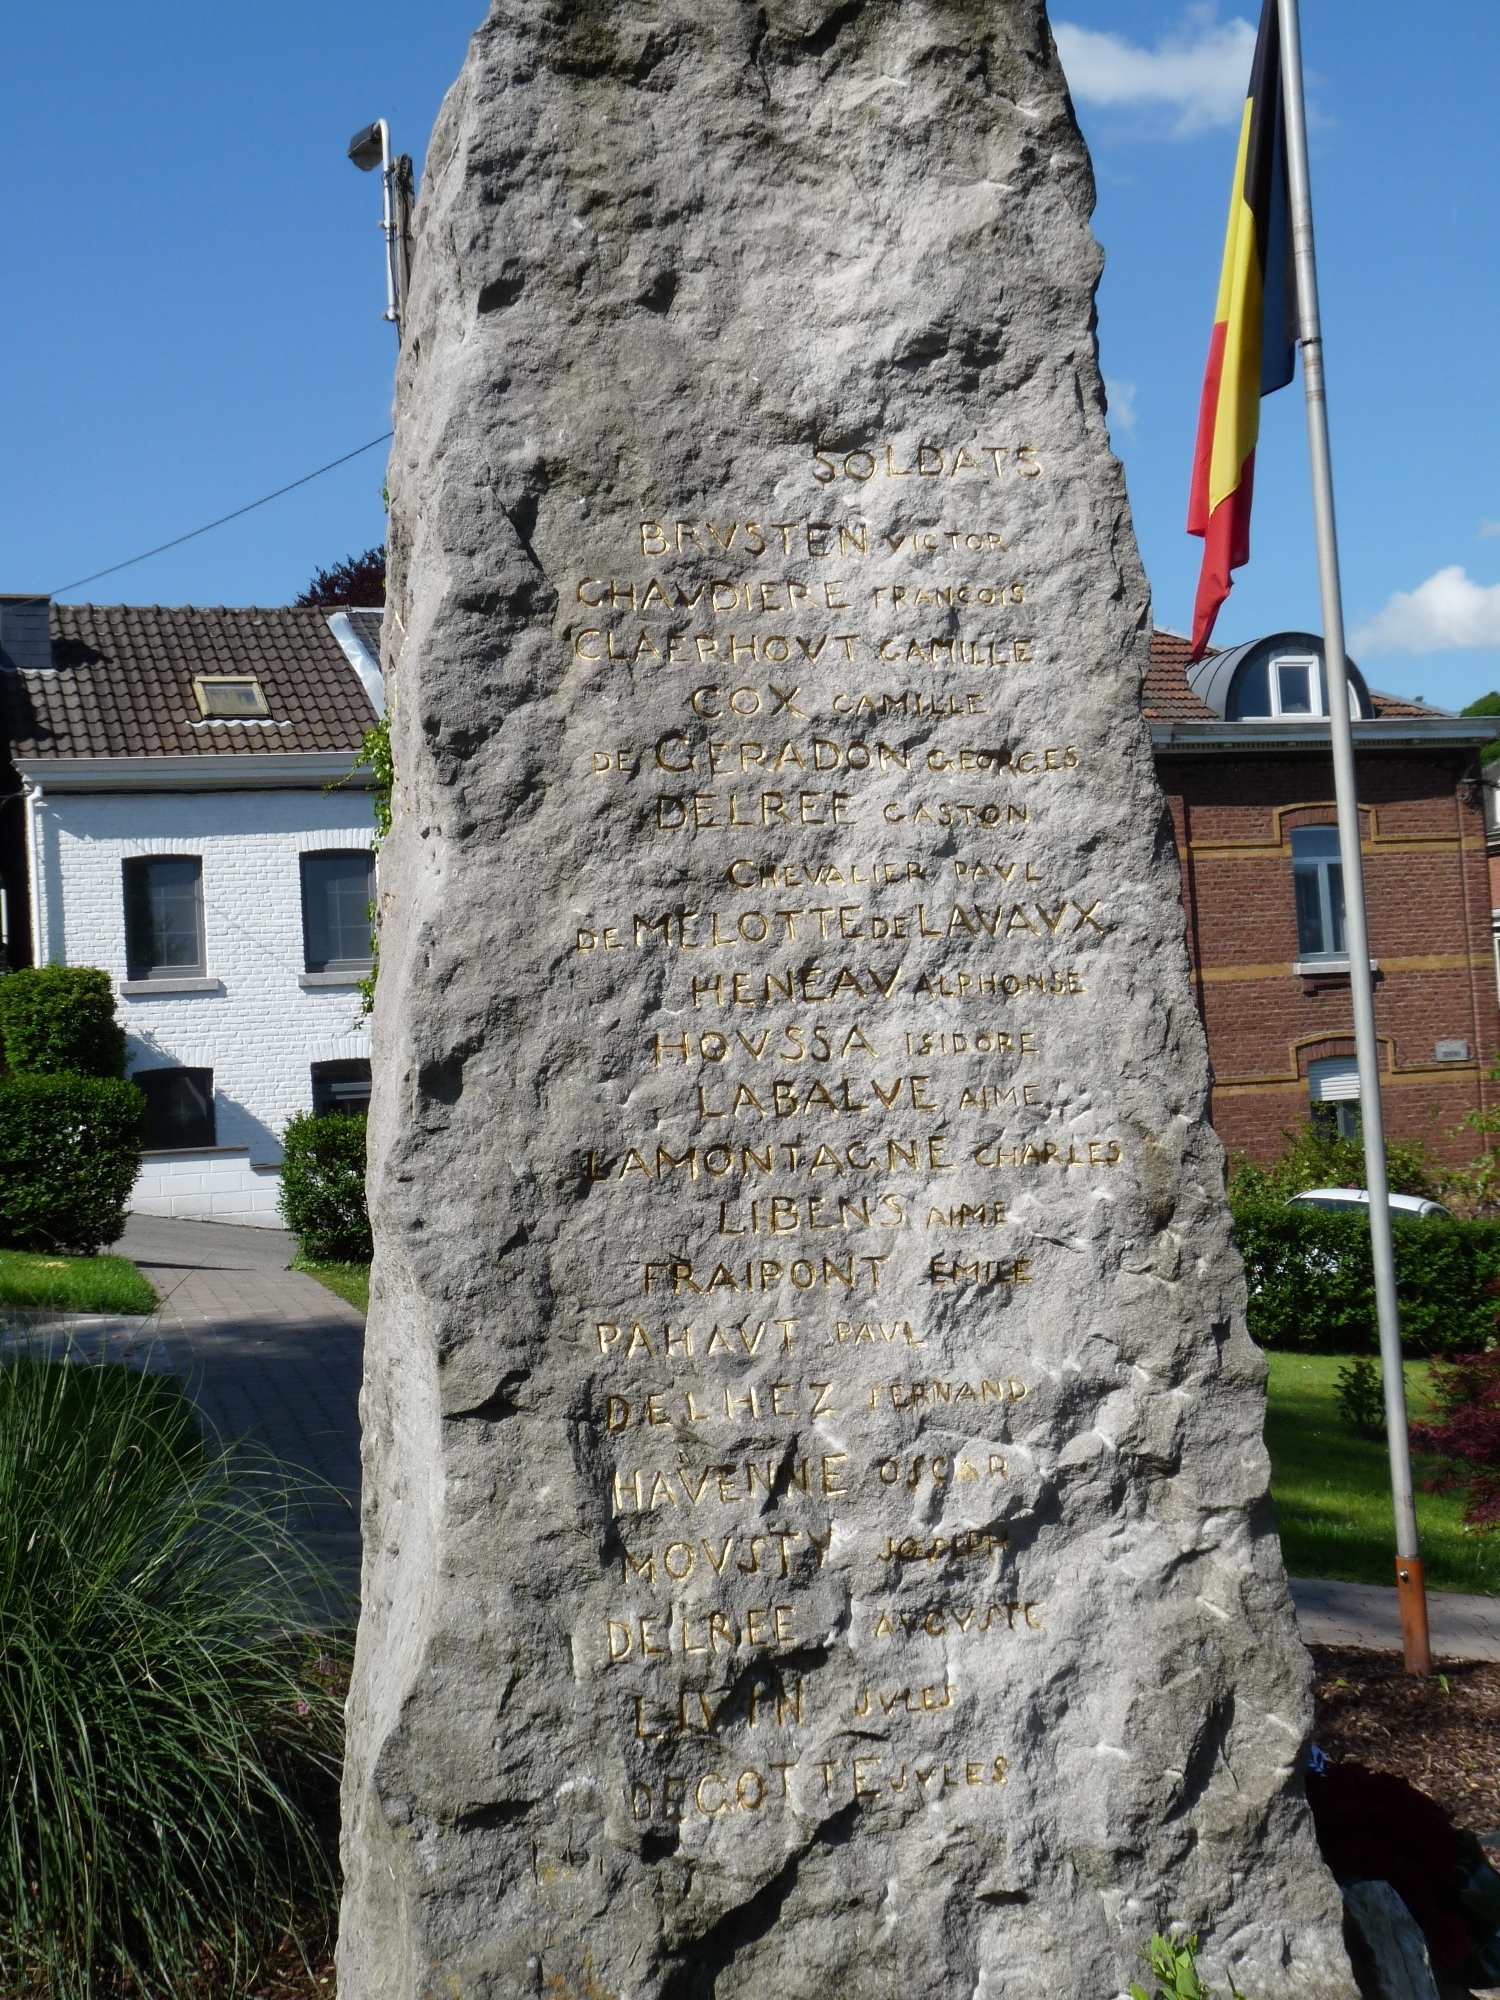 SOLDATS
BRVSTEN VICTOR
CHAVDIERE FRANCOIS
CLAERHOVT CAMILLE
COX CAMILLE
DE GERADON GEORGES
DELREE GASTON
CHEVALIER PAVL
DE MELOTTE DE LAVAVX
HENEAV ALPHONSE
HOVSSA ISIDORE
LABALVE AIME
LAMONTAGNE CHARLES
LIBENS AIME
FRAIPONT EMILE
PAHAVT PAVL
DELHEZ FERNAND
HAVENNE OSCAR
MOVSTY JOSEPH
DELREE AVGVSTE
LIVIN JVLES
DEGOTTE JVLES